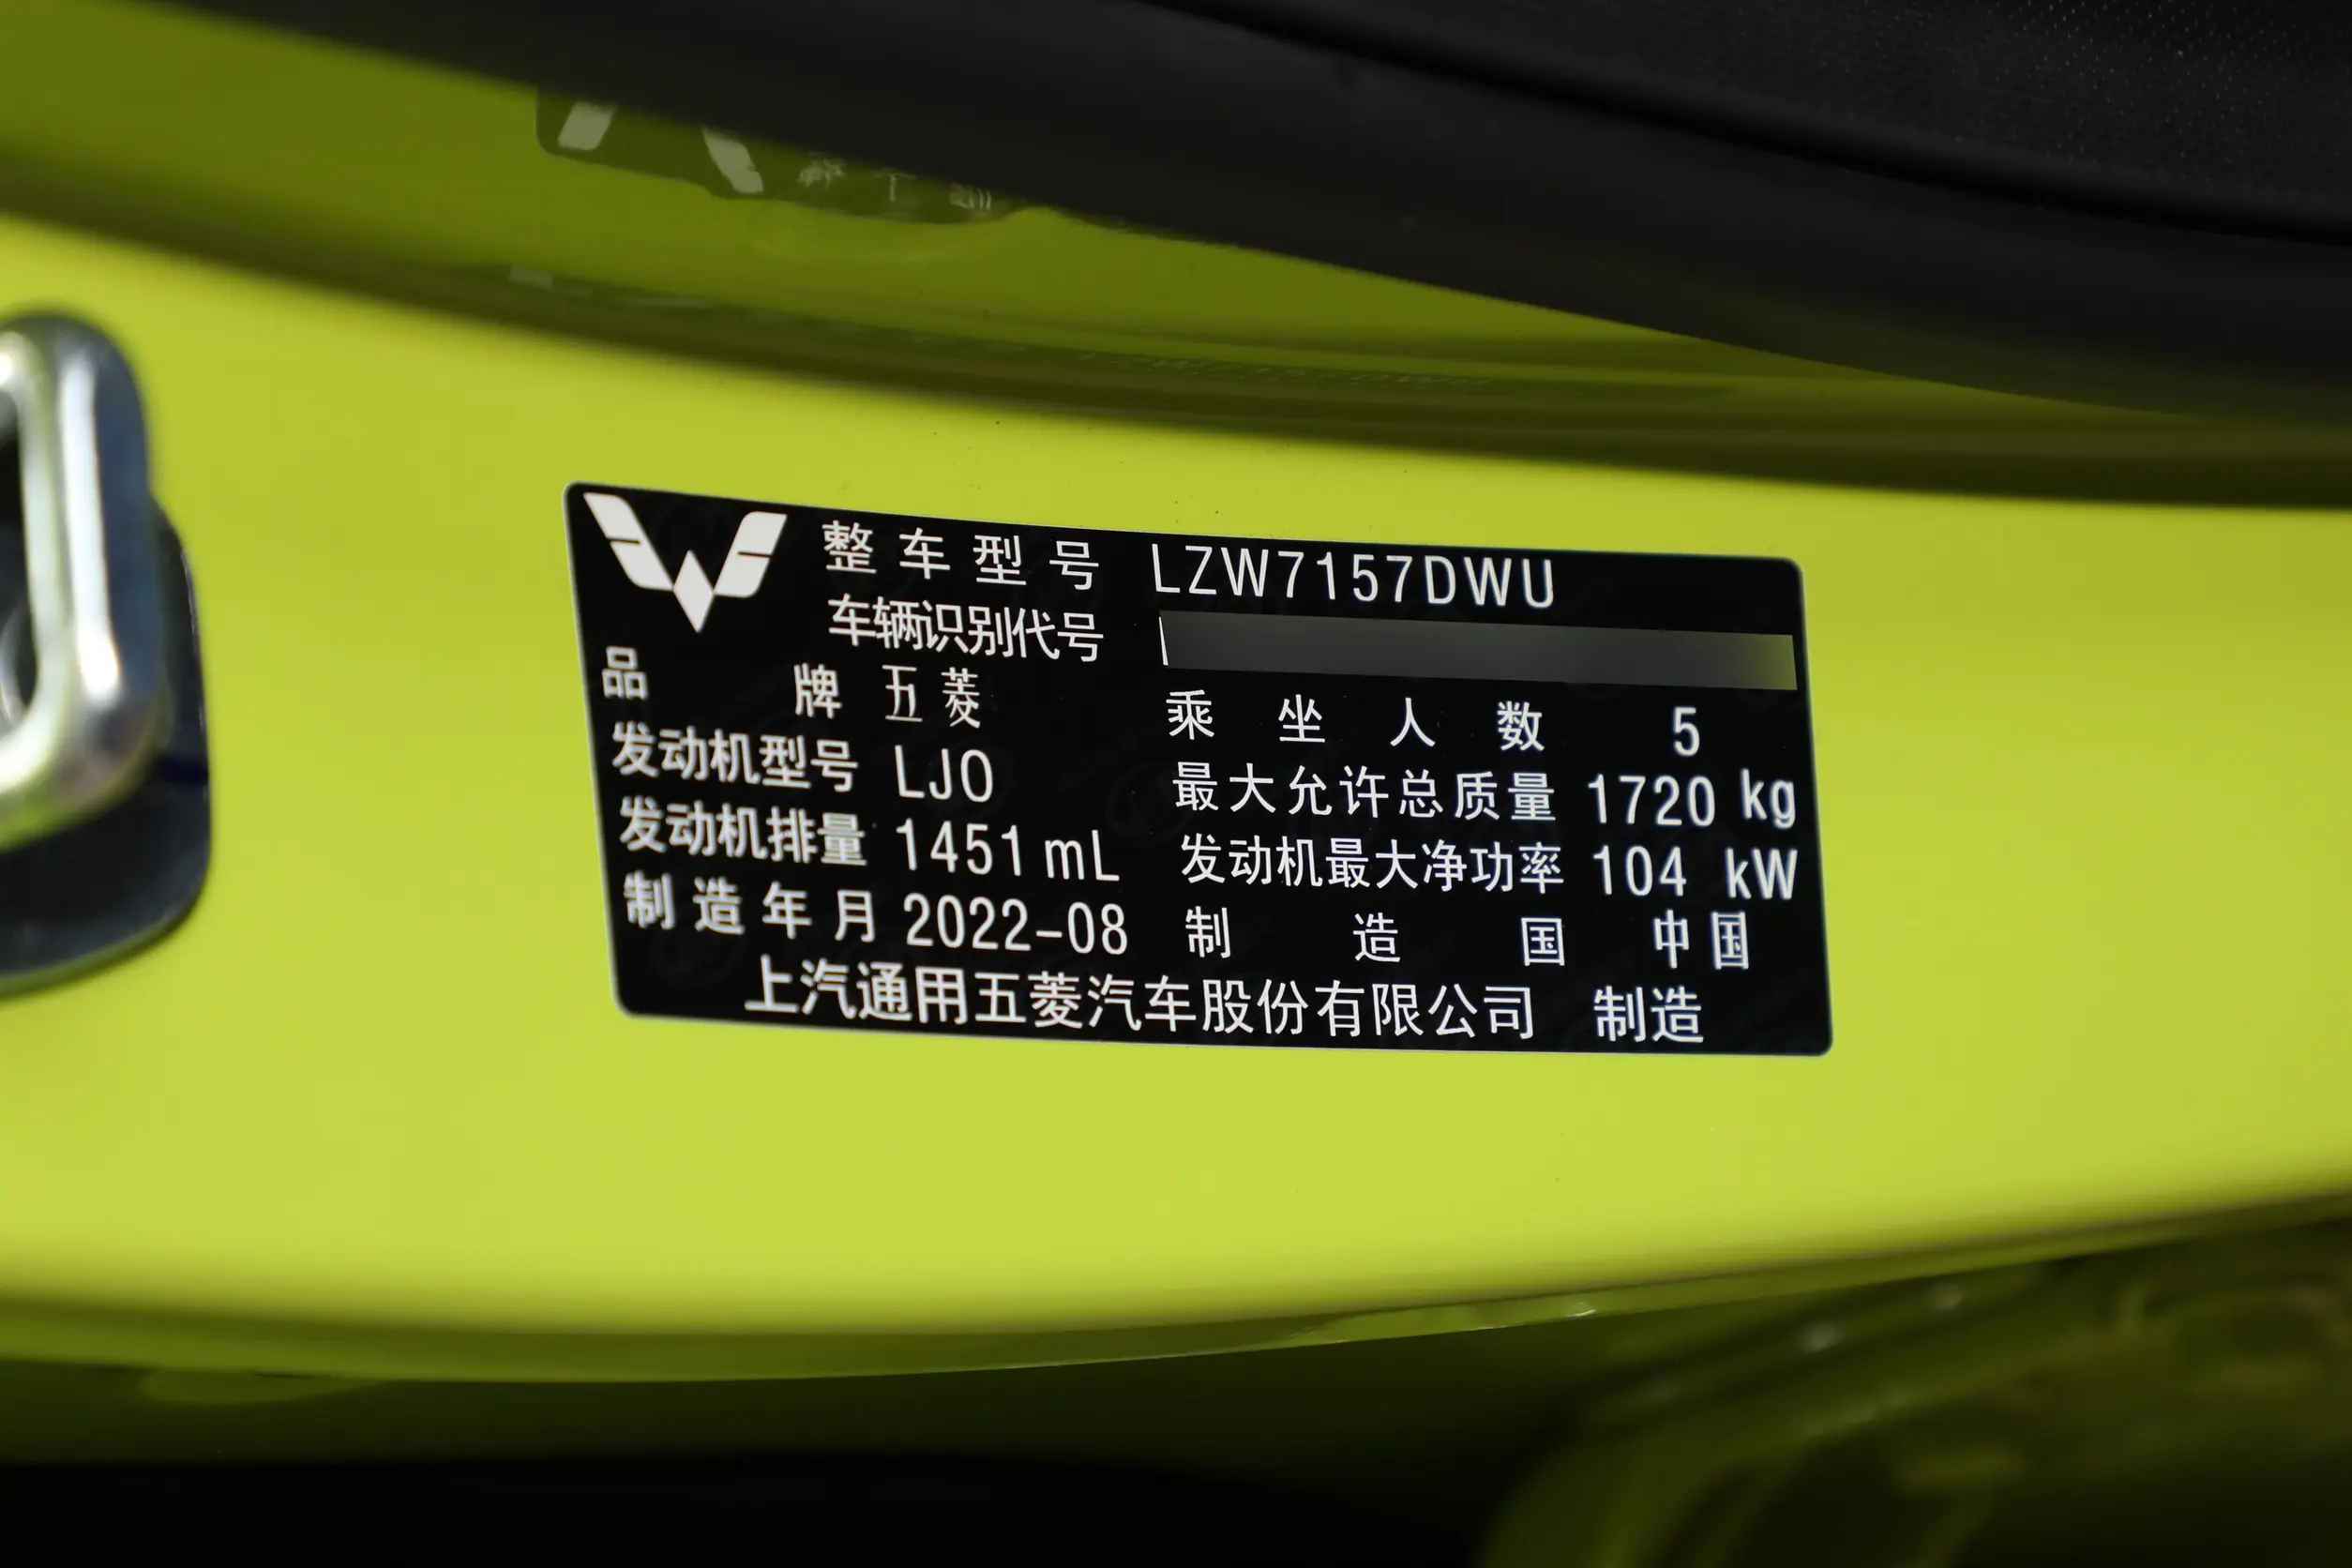 整车型号 LZW7157DWU
车辆识别代号
品牌 五菱 乘坐人数 5
发动机型号 LJO 最大允许总质量 1720 kg
发动机排量 1451 mL 发动机最大净功率 104 kW
制造年月 2022-08 制造国 中国
上汽通用五菱汽车股份有限公司 制造